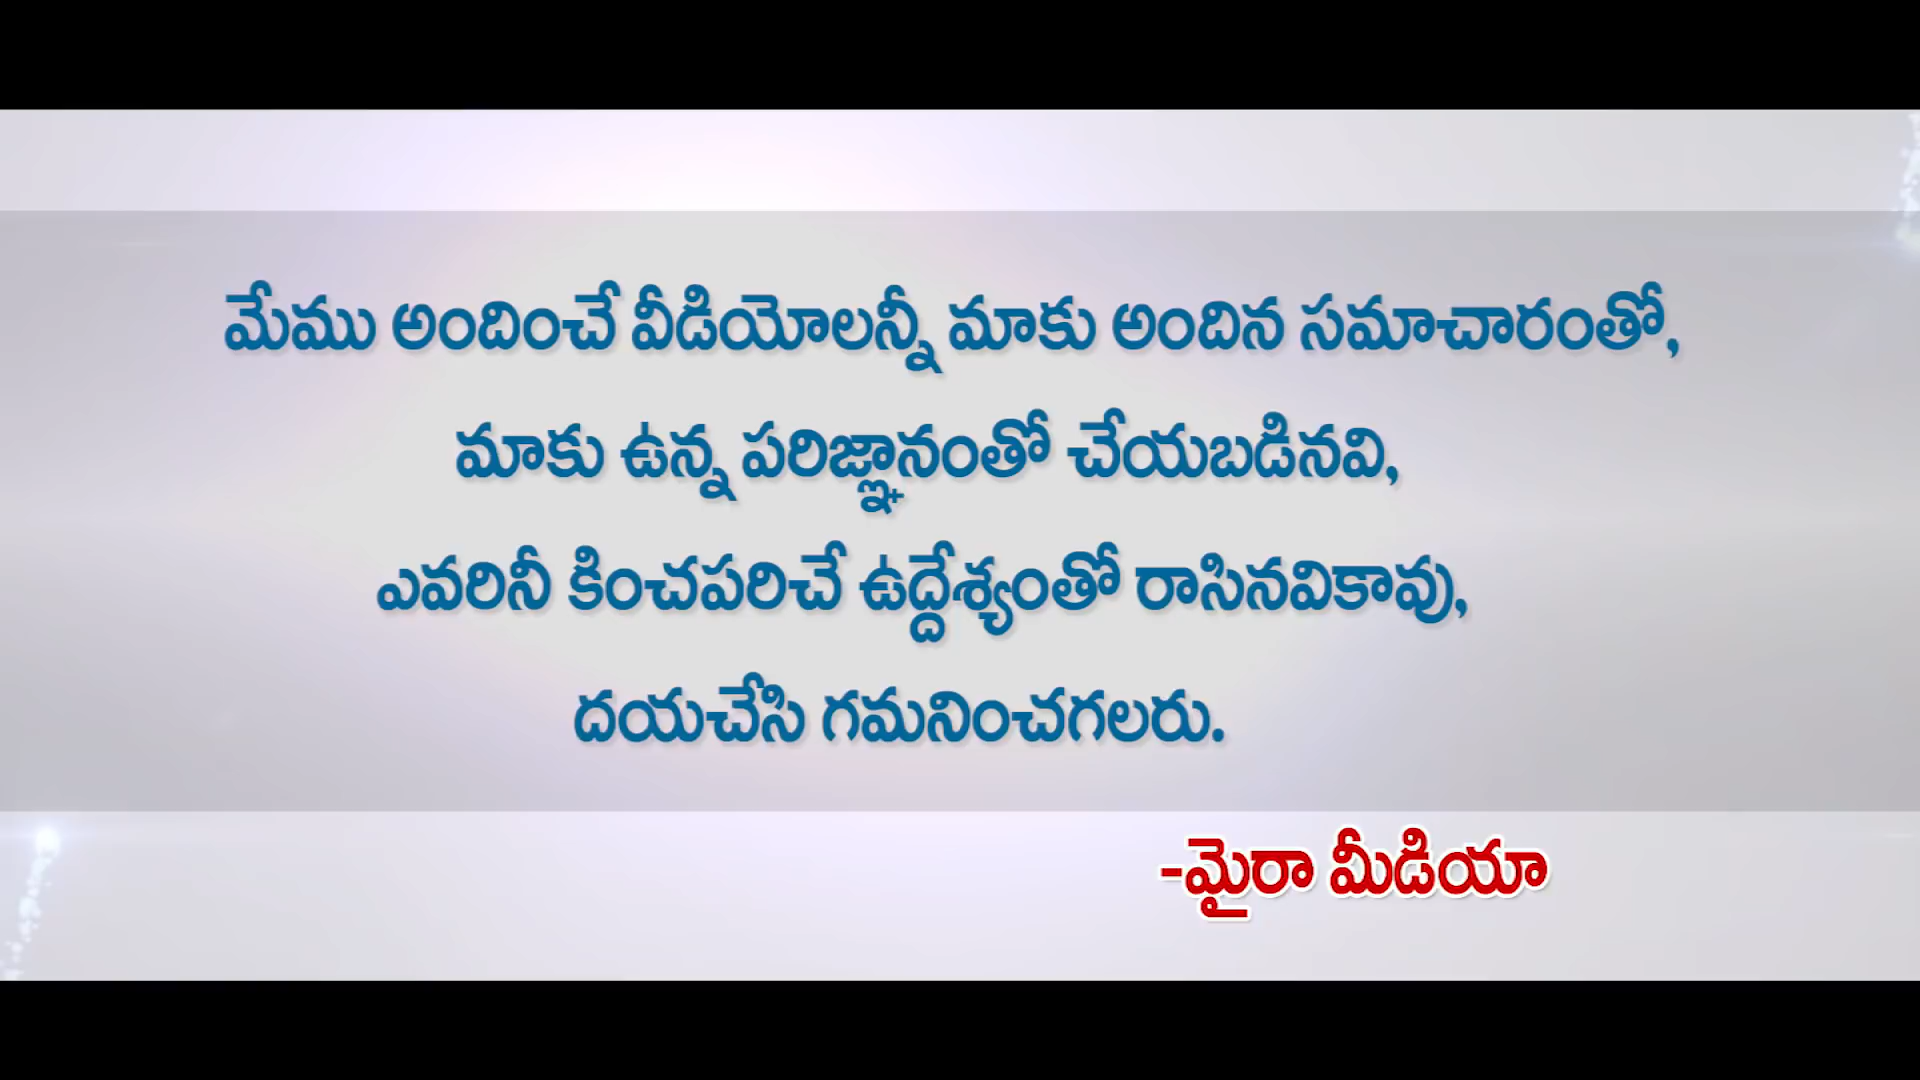 మేము అందించే వీడియోలన్నీ మాకు అందిన సమాచారంతో,
మాకు ఉన్న పరిజ్ఞానంతో చేయబడినవి,
ఎవరినీ కించపరిచే ఉద్దేశ్యంతో రాసినవికావు,
దయచేసి గమనించగలరు.
-మైరా మీడియా